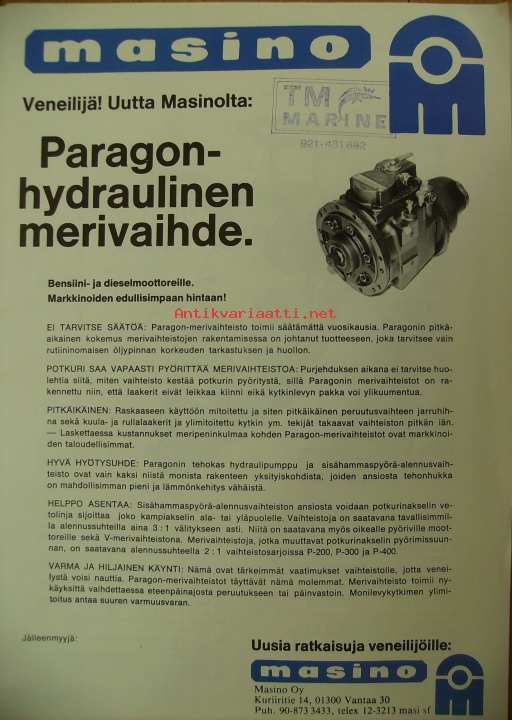 masino
Veneilijä! Uutta Masinolta:
TM
MARINE
921-431692
Paragon-
hydraulinen
merivaihde.
Bensiini- ja dieselmoottoreille.
Markkinoiden edullisimpaan hintaan!
Antikvariaatti.net
EI TARVITSE SÄÄTÖÄ: Paragon-merivaihteisto toimii säätämättä vuosikausia. Paragonin pitkä-
aikainen kokemus merivaihteistojen rakentamisessa on johtanut tuotteeseen, joka tarvitsee vain
rutiininomaisen öljypinnan korkeuden tarkastuksen ja huollon.
POTKURI SAA VAPAASTI PYÖRITTÄÄ MERIVAIHTEISTOA: Purjehduksen aikana ei tarvitse huo-
lehtia siitä, miten vaihteisto kestää potkurin pyöritystä, sillä Paragonin merivaihteistot on ra-
kennettu niin, että laakerit eivät leikkaa kiinni eikä kytkinlevyn pakka voi ylikuumentua.
PITKÄIKÄINEN: Raskaaseen käyttöön mitoitettu ja siten pitkäikäinen peruutusvaihteen jarruhih-
na sekä kuula- ja rullalaakerit ja ylimitoitettu kytkin ym. tekijät takaavat vaihteiston pitkän iän.
— Laskettaessa kustannukset meripeninkulmaa kohden Paragon-merivaihteistot ovat markkinoi-
den taloudellisimmat.
HYVÄ HYÖTYSUHDE: Paragonin tehokas hydraulipumppu ja sisähammaspyörä-alennusvaih-
teisto ovat vain kaksi niistä monista rakenteen yksityiskohdista, joiden ansiosta tehonhukka
on mahdollisimman pieni ja lämmönkehitys vähäistä.
HELPPO ASENTAA: Sisähammaspyörä-alennusvaihteiston ansiosta voidaan potkurinakselin ve-
tolinja sijoittaa joko kampiakselin ala- tai yläpuolelle. Vaihteistoja on saatavana tavallisimmil-
la alennussuhteilla aina 3 : 1 välitykseen asti. Niitä on saatavana myös oikealle pyöriville moot-
toreille sekä V-merivaihteistona. Merivaihteistoja, jotka muuttavat potkurinakselin pyörimissuun-
nan, on saatavana alennussuhteella 2 : 1 vaihteistosarjoissa P-200, P-300 ja P-400.
VARMA JA HILJAINEN KÄYNTI: Nämä ovat tärkeimmät vaatimukset vaihteistolle, jotta venei-
lystä voisi nauttia. Paragon-merivaihteistot täyttävät nämä molemmat. Merivaihteisto toimii ny-
käyksittä vaihdettaessa eteenpäinajosta peruutukseen tai päinvastoin. Monilevykytkimen ylimi-
toitus antaa suuren varmuusvaran.
Jälleenmyyjä:
Uusia ratkaisuja veneilijöille:
masino
Masino Oy
Kuriiritie 14, 01300 Vantaa 30
Puh. 90-873 3433, telex 12-3213 masi sf